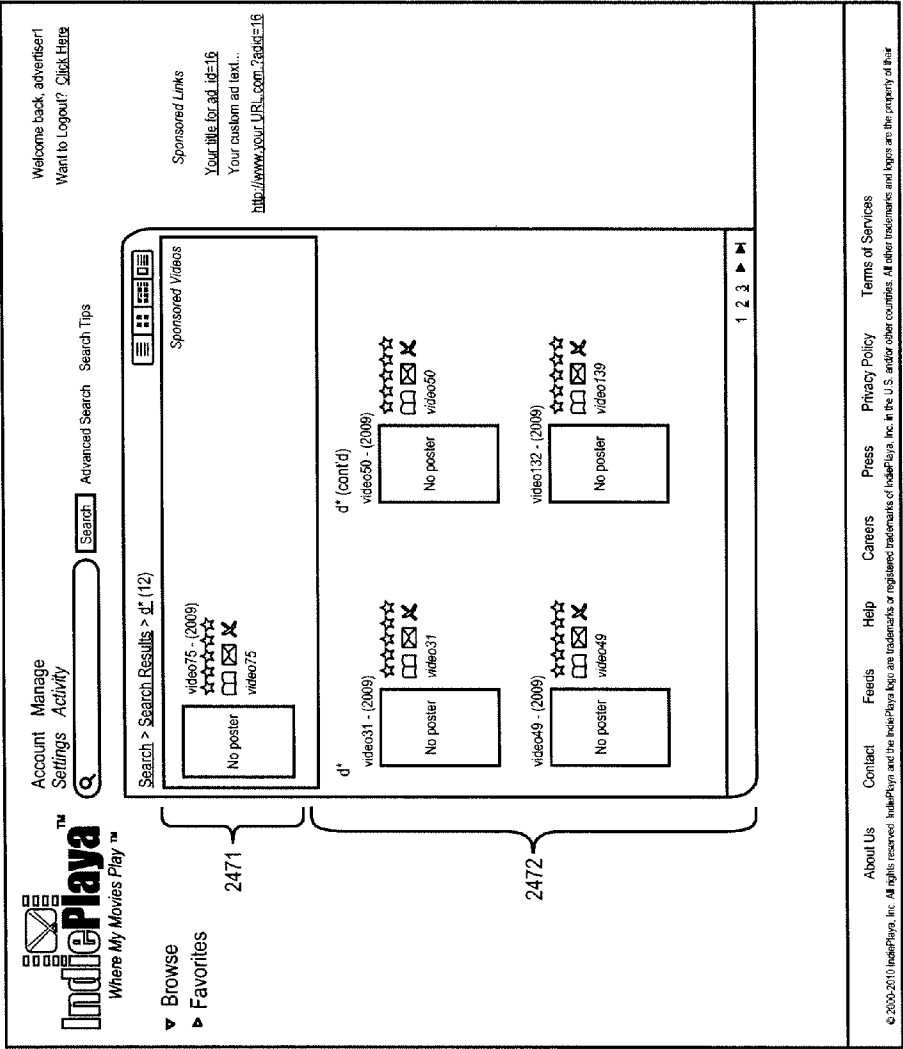 IndiePlaya ™
Where My Movies Play ™
Account Manage
Settings Activity
Search Advanced Search Search Tips
Welcome back, advertiser!
Want to Logout? Click Here
▼ Browse
▶ Favorites
Search > Search Results > d* (12)
Sponsored Videos
No poster
video75 - (2009)
video75
2471
d*
video31 - (2009)
No poster
video31
d* (cont'd)
video50 - (2009)
No poster
video50
video49 - (2009)
No poster
video49
video132 - (2009)
No poster
video139
2472
1 2 3
Sponsored Links
Your title for ad_id=16
Your custom ad text...
http://www.your URL.com.?adid=16
About Us Contact Feeds Help Careers Press Privacy Policy Terms of Services
© 2000-2010 IndiePlaya, Inc. All rights reserved. IndiePlaya and the IndiePlaya logo are trademarks or registered trademarks of IndiePlaya, Inc. in the U.S. and/or other countries. All other trademarks and logos are the property of their